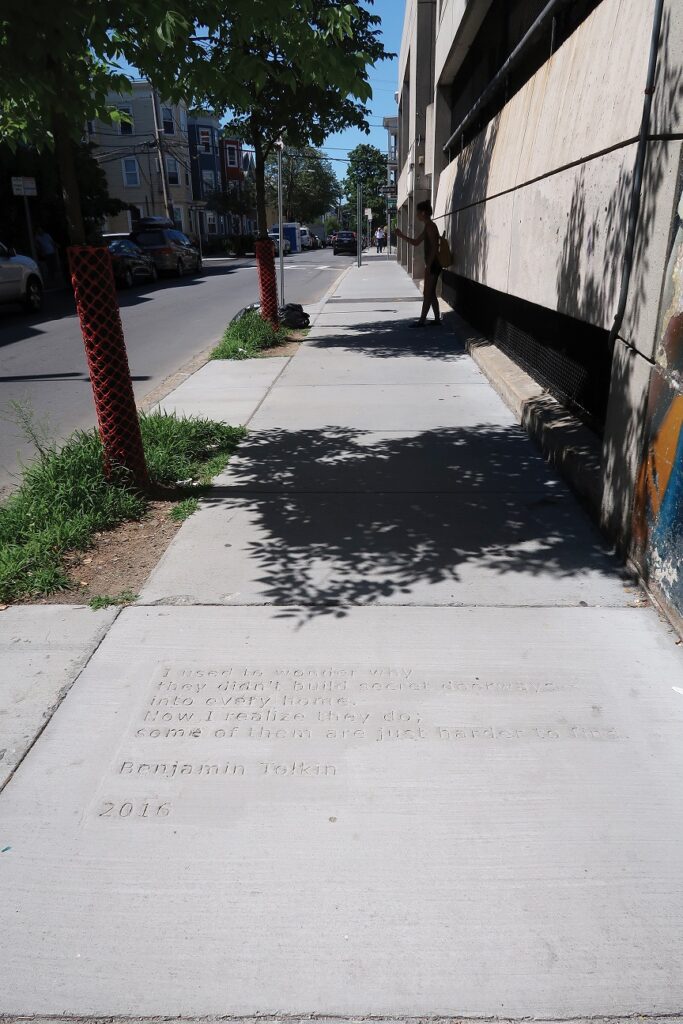 I used to wonder why
they didn't build secret doorways
into every home.
Now I realize they do;
some of them are just harder to find.
Benjamin Tolkin
2016